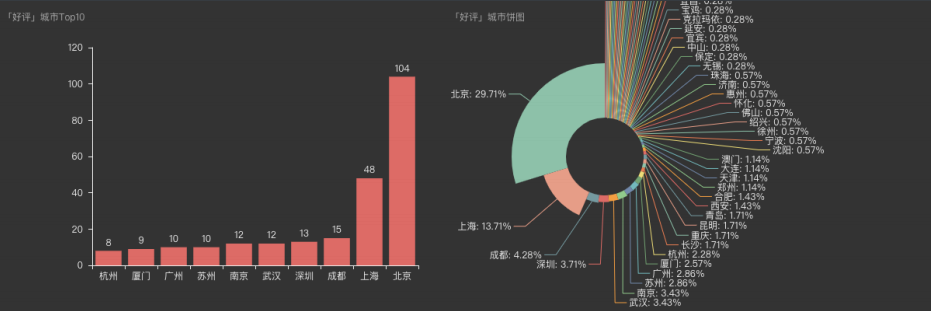 「好评」城市Top10
120
100
80
60
40
20
0
8
9
10
10
12
12
13
15
48
104
杭州
厦门
广州
苏州
南京
武汉
深圳
成都
上海
北京
「好评」城市饼图
北京: 29.71%
上海: 13.71%
成都: 4.28%
深圳: 3.71%
宜昌: 0.28%
宝鸡: 0.28%
克拉玛依: 0.28%
延安: 0.28%
宜宾: 0.28%
中山: 0.28%
保定: 0.28%
无锡: 0.28%
珠海: 0.57%
济南: 0.57%
惠州: 0.57%
怀化: 0.57%
佛山: 0.57%
绍兴: 0.57%
徐州: 0.57%
宁波: 0.57%
沈阳: 0.57%
澳门: 1.14%
大连: 1.14%
天津: 1.14%
郑州: 1.14%
合肥: 1.43%
西安: 1.43%
青岛: 1.71%
昆明: 1.71%
重庆: 1.71%
长沙: 1.71%
杭州: 2.28%
厦门: 2.57%
广州: 2.86%
苏州: 2.86%
南京: 3.43%
武汉: 3.43%